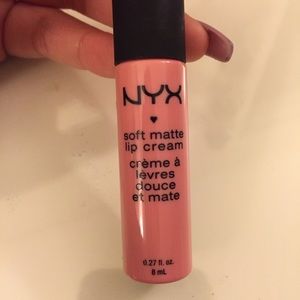 NYX
soft matte
lip cream
crème à
lèvres
douce
et mate
0.27 fl. oz.
8 mL